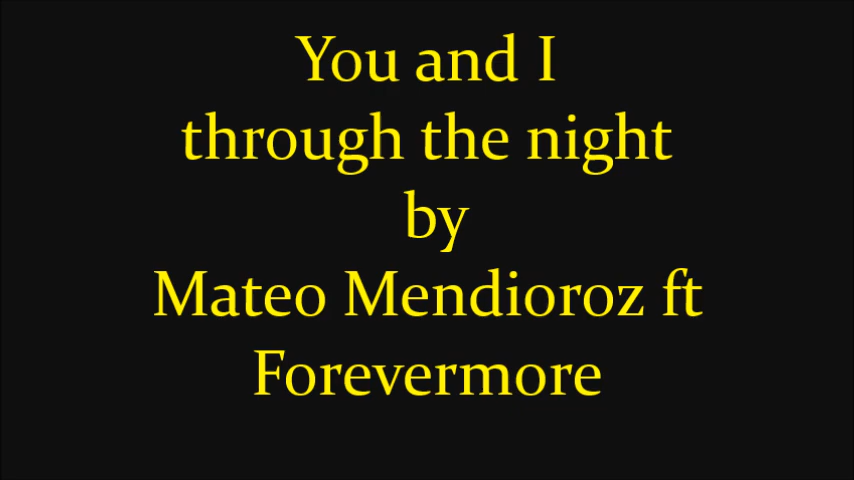 You and I
through the night
by
Mateo Mendioroz ft
Forevermore